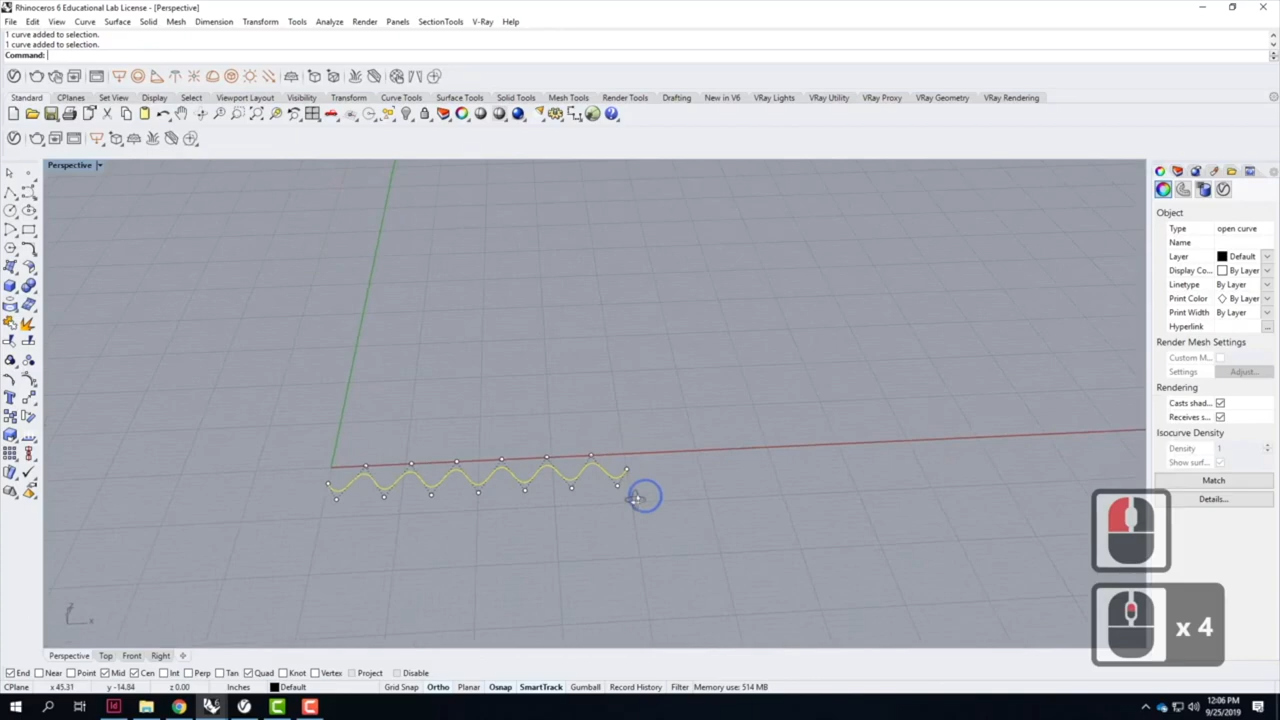 Rhinoceros 6 Educational Lab License - [Perspective]
File Edit View Curve Surface Solid Mesh Dimension Transform Tools Analyze Render Panels SectionTools V-Ray Help
1 curve added to selection.
1 curve added to selection.
Command:
Standard CPlanes Set View Display Select Viewport Layout Visibility Transform Curve Tools Surface Tools Solid Tools Mesh Tools Render Tools Drafting New in V6 VRay Lights VRay Utility VRay Proxy VRay Geometry VRay Rendering
Perspective
Object
Type open curve
Name
Layer Default
Display Co... By Layer
Linetype By Layer
Print Color By Layer
Print Width By Layer
Hyperlink ...
Render Mesh Settings
Custom M...
Settings Adjust...
Rendering
Casts shad...
Receives s...
Isocurve Density
Density 1
Show surf...
Match
Details...
x 4
z
x
Perspective Top Front Right
End Near Point Mid Cen Int Perp Tan Quad Knot Vertex Project Disable
CPlane x 45.31 y -14.84 z 0.00 Inches Default Grid Snap Ortho Planar Osnap SmartTrack Gumball Record History Filter Memory use: 514 MB
12:06 PM
9/25/2019